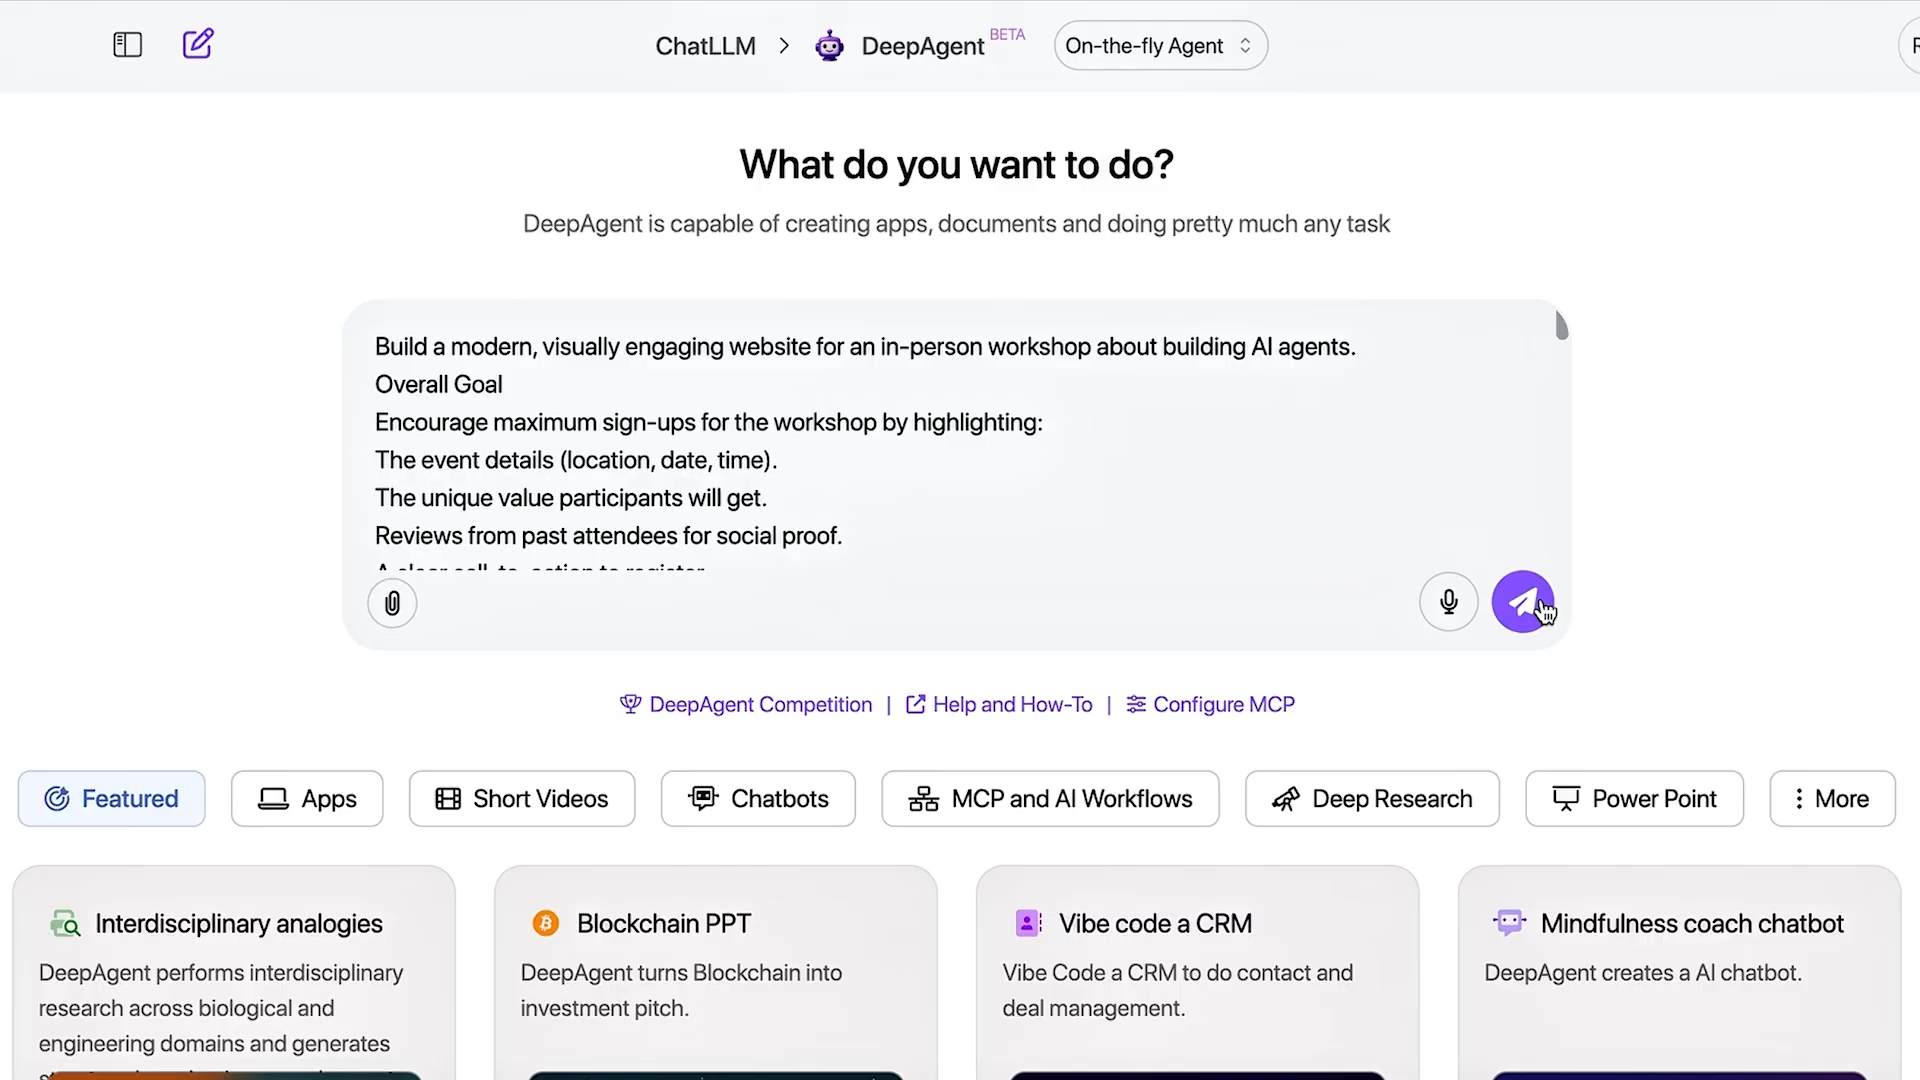 ChatLLM > DeepAgent BETA On-the-fly Agent
What do you want to do?
DeepAgent is capable of creating apps, documents and doing pretty much any task
Build a modern, visually engaging website for an in-person workshop about building AI agents.
Overall Goal
Encourage maximum sign-ups for the workshop by highlighting:
The event details (location, date, time).
The unique value participants will get.
Reviews from past attendees for social proof.
A clear call-to-action to register
DeepAgent Competition | Help and How-To | Configure MCP
Featured Apps Short Videos Chatbots MCP and AI Workflows Deep Research Power Point More
Interdisciplinary analogies
DeepAgent performs interdisciplinary
research across biological and
engineering domains and generates
Blockchain PPT
DeepAgent turns Blockchain into
investment pitch.
Vibe code a CRM
Vibe Code a CRM to do contact and
deal management.
Mindfulness coach chatbot
DeepAgent creates a AI chatbot.